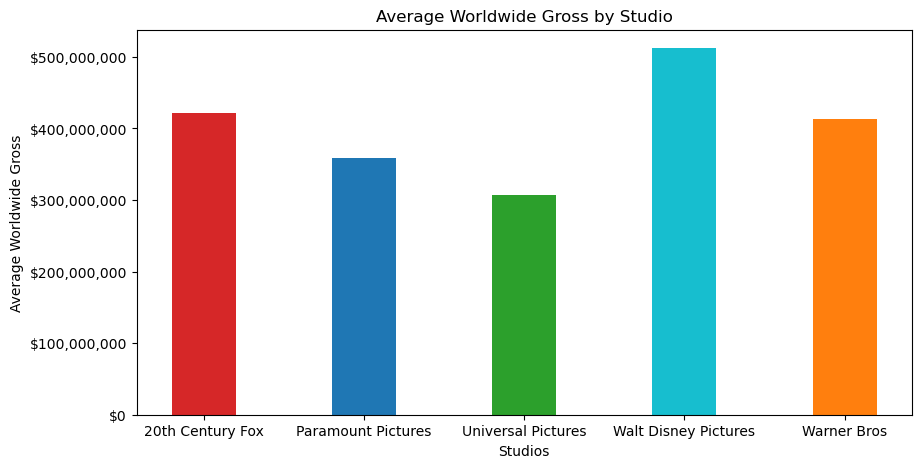 Average Worldwide Gross by Studio
Average Worldwide Gross
$500,000,000
$400,000,000
$300,000,000
$200,000,000
$100,000,000
$0
20th Century Fox
Paramount Pictures
Universal Pictures
Walt Disney Pictures
Warner Bros
Studios